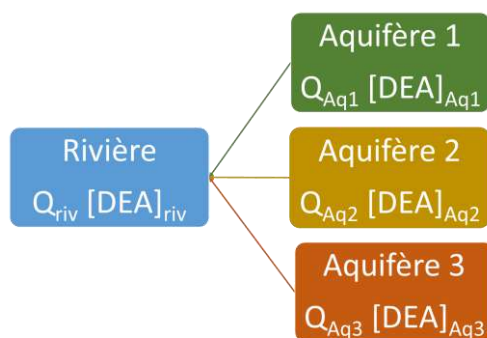 Rivière
Q_riv [DEA]_riv
Aquifère 1
Q_Aq1 [DEA]_Aq1
Aquifère 2
Q_Aq2 [DEA]_Aq2
Aquifère 3
Q_Aq3 [DEA]_Aq3